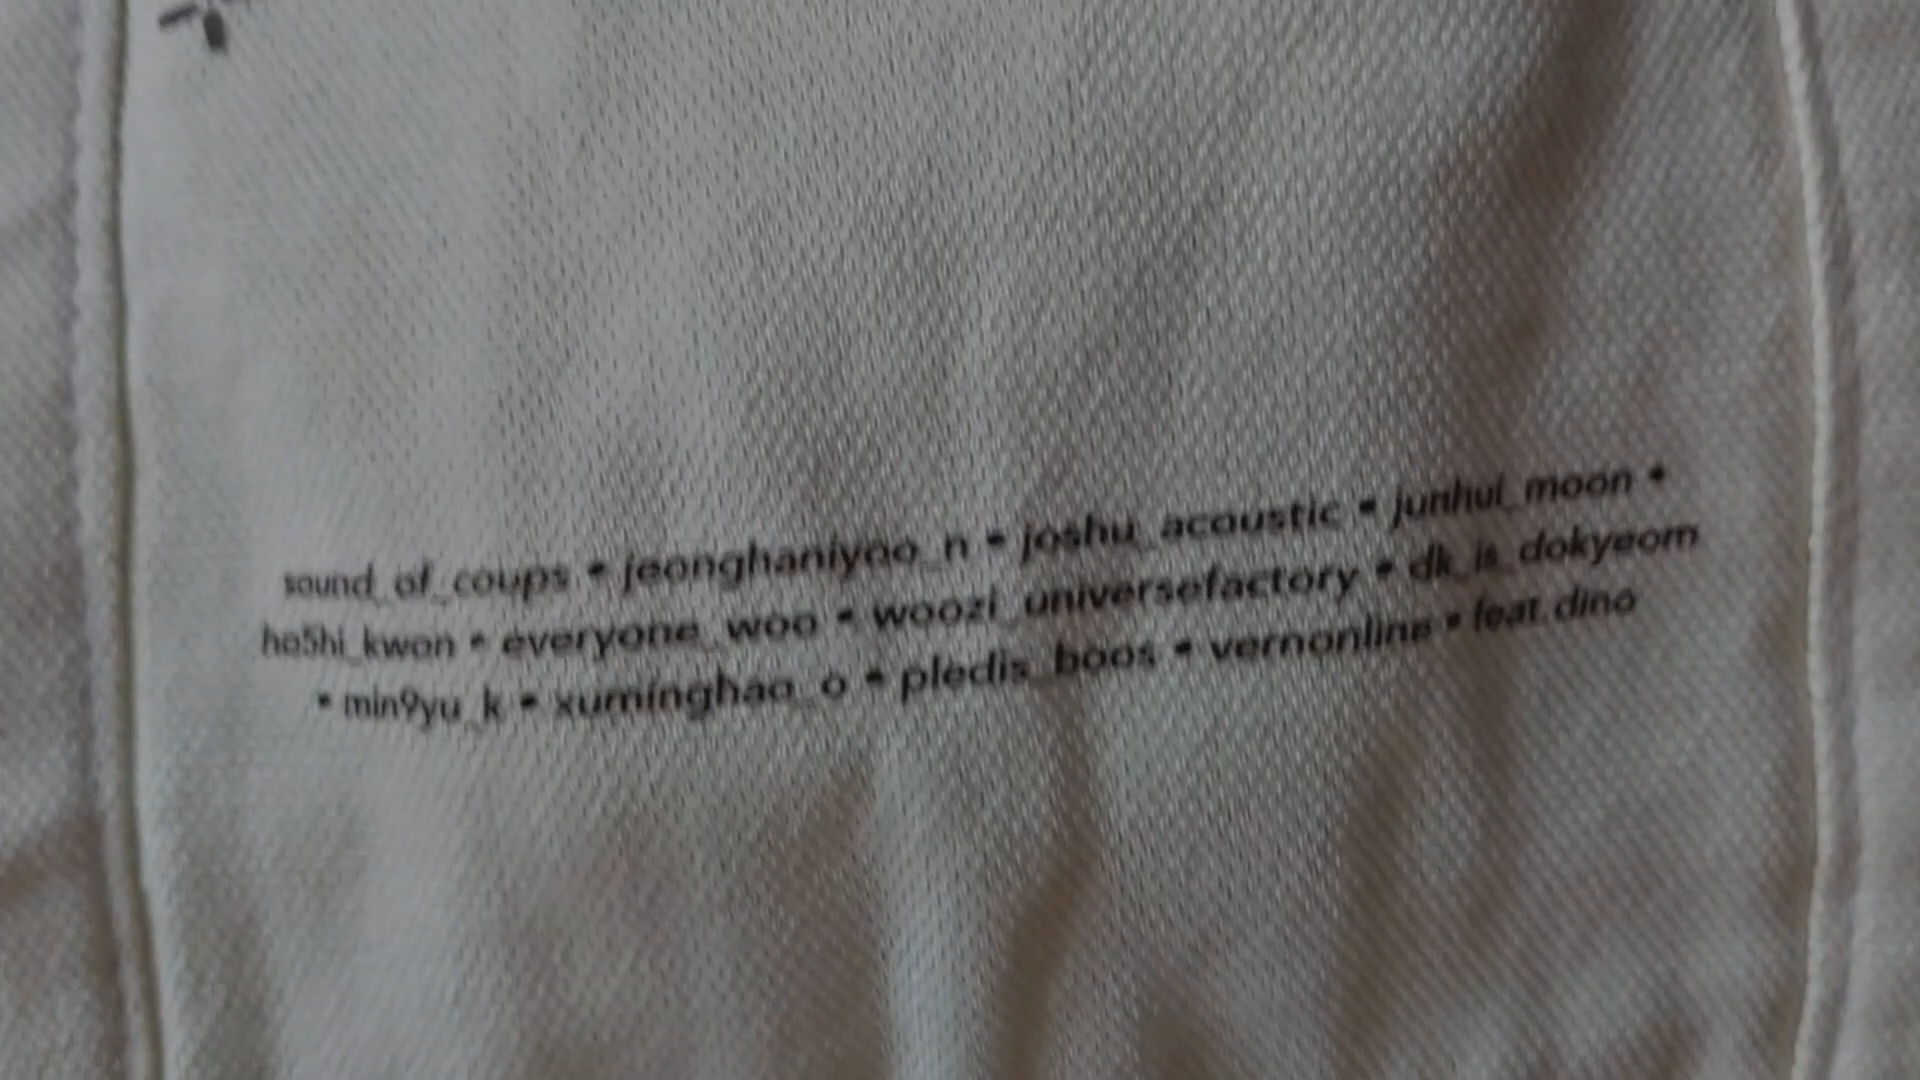 sound_of_coups • jeonghaniyoo_n • joshu_acoustic • junhui_moon •
ho5hi_kwon • everyone_woo • woozi_universefactory • dk_is_dokyeom
• min9yu_k • xuminghao_o • pledis_boos • vernonline • feat.dino